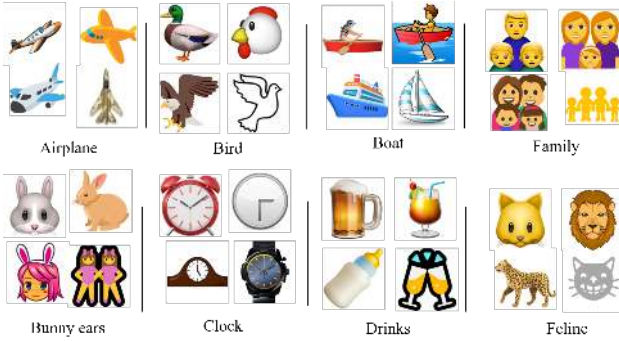 Airplane
Bird
Boat
Family
Bunny ears
Clock
Drinks
Feline